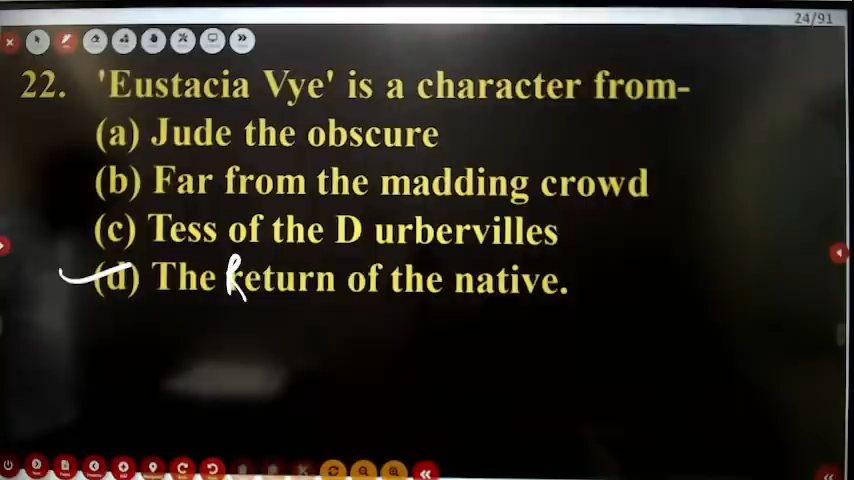 24/91
22. 'Eustacia Vye' is a character from-
(a) Jude the obscure
(b) Far from the madding crowd
(c) Tess of the D urbervilles
(d) The Return of the native.